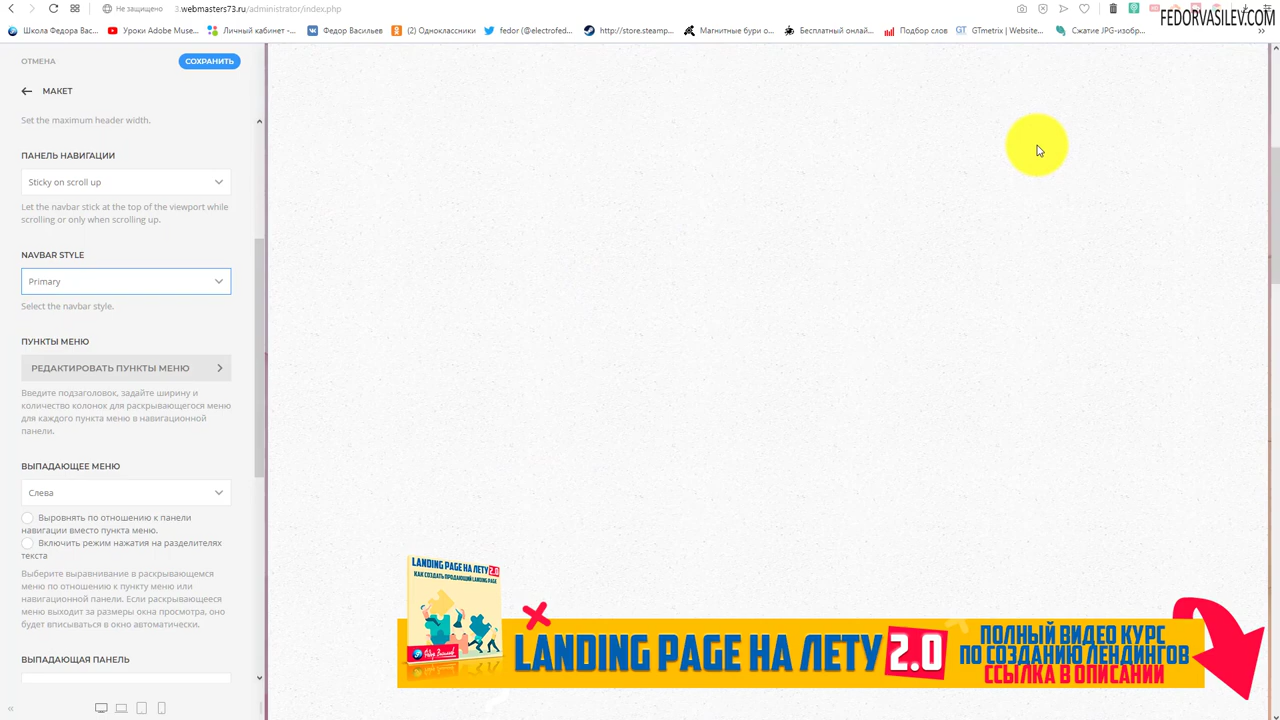 Не защищено
3.webmasters73.ru/administrator/index.php
FEDORVASILEV.COM
Школа Федора Вас...
Уроки Adobe Muse...
Личный кабинет -...
Федор Васильев
(2) Одноклассники
fedor (@electrofed...
http://store.steamp...
Магнитные бури о...
Бесплатный онлай...
Подбор слов
GTmetrix | Website...
Сжатие JPG-изобр...
ОТМЕНА
СОХРАНИТЬ
МАКЕТ
Set the maximum header width.
ПАНЕЛЬ НАВИГАЦИИ
Sticky on scroll up
Let the navbar stick at the top of the viewport while
scrolling or only when scrolling up.
NAVBAR STYLE
Primary
Select the navbar style.
ПУНКТЫ МЕНЮ
РЕДАКТИРОВАТЬ ПУНКТЫ МЕНЮ
Введите подзаголовок, задайте ширину и
количество колонок для раскрывающегося меню
для каждого пункта меню в навигационной
панели.
ВЫПАДАЮЩЕЕ МЕНЮ
Слева
Выровнять по отношению к панели
навигации вместо пункта меню.
Включить режим нажатия на разделителях
текста
Выберите выравнивание в раскрывающемся
меню по отношению к пункту меню или
навигационной панели. Если раскрывающееся
меню выходит за размеры окна просмотра, оно
будет вписываться в окно автоматически.
ВЫПАДАЮЩАЯ ПАНЕЛЬ
LANDING PAGE НА ЛЕТУ 2.0
КАК СОЗДАТЬ ПРОДАЮЩИЙ LANDING PAGE
Федор Васильев
LANDING PAGE НА ЛЕТУ 2.0
ПОЛНЫЙ ВИДЕО КУРС
ПО СОЗДАНИЮ ЛЕНДИНГОВ
ССЫЛКА В ОПИСАНИИ